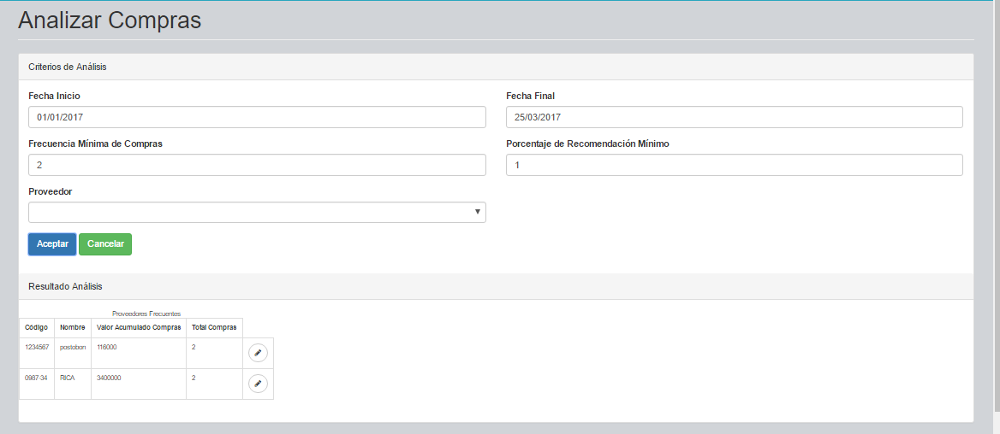 Analizar Compras
Criterios de Análisis
Fecha Inicio Fecha Final
01/01/2017 25/03/2017
Frecuencia Mínima de Compras Porcentaje de Recomendación Mínimo
2 1
Proveedor
Aceptar Cancelar
Resultado Análisis
Proveedores Frecuentes
Código Nombre Valor Acumulado Compras Total Compras
1234567 postobon 116000 2
0987-34 RICA 3400000 2